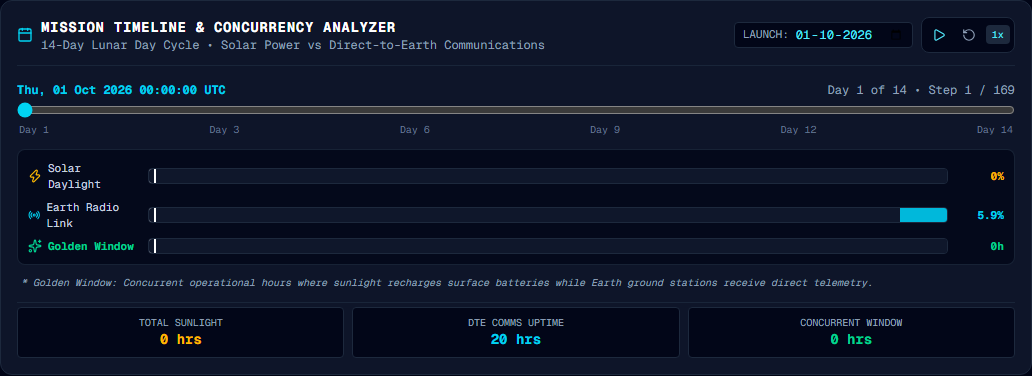 MISSION TIMELINE & CONCURRENCY ANALYZER
14-Day Lunar Day Cycle • Solar Power vs Direct-to-Earth Communications
LAUNCH: 01-10-2026
1x
Thu, 01 Oct 2026 00:00:00 UTC
Day 1 of 14 • Step 1 / 169
Day 1 Day 3 Day 6 Day 9 Day 12 Day 14
Solar
Daylight
0%
Earth Radio
Link
5.9%
Golden Window
0h
* Golden Window: Concurrent operational hours where sunlight recharges surface batteries while Earth ground stations receive direct telemetry.
TOTAL SUNLIGHT
0 hrs
DTE COMMS UPTIME
20 hrs
CONCURRENT WINDOW
0 hrs